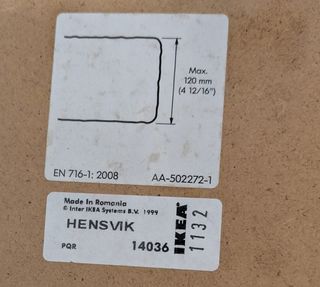 Max.
120 mm
(4 12/16")
EN 716-1: 2008 AA-502272-1
Made In Romania
© Inter IKEA Systems B.V. 1999
HENSVIK
PQR 14036
IKEA
1132